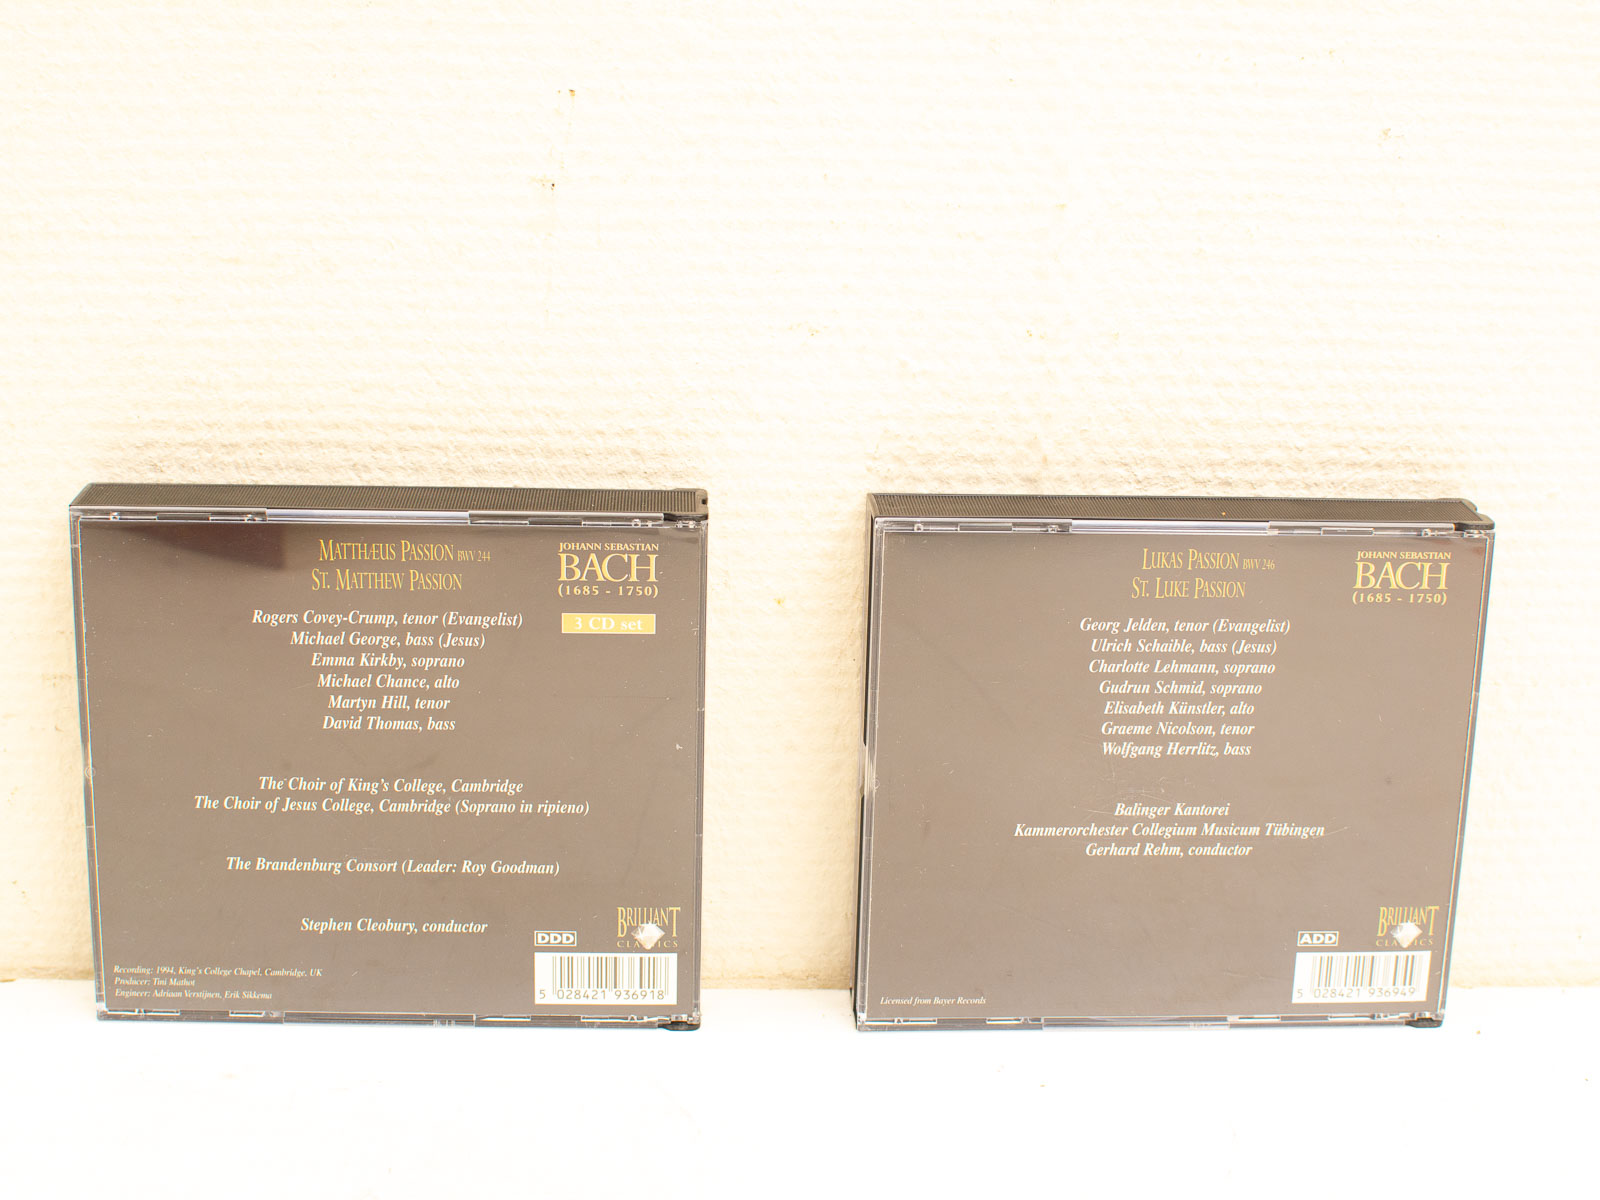 MATTHÆUS PASSION BWV 244
ST. MATTHEW PASSION
JOHANN SEBASTIAN
BACH
(1685 - 1750)
3 CD set
Rogers Covey-Crump, tenor (Evangelist)
Michael George, bass (Jesus)
Emma Kirkby, soprano
Michael Chance, alto
Martyn Hill, tenor
David Thomas, bass
The Choir of King's College, Cambridge
The Choir of Jesus College, Cambridge (Soprano in ripieno)
The Brandenburg Consort (Leader: Roy Goodman)
Stephen Cleobury, conductor
DDD
BRILLIANT
CLASSICS
Recording: 1994, King's College Chapel, Cambridge, UK
Producer: Tini Mathot
Engineer: Adriaan Verstijnen, Erik Sikkema
5 028421 936918
LUKAS PASSION BWV 246
ST. LUKE PASSION
JOHANN SEBASTIAN
BACH
(1685 - 1750)
Georg Jelden, tenor (Evangelist)
Ulrich Schaible, bass (Jesus)
Charlotte Lehmann, soprano
Gudrun Schmid, soprano
Elisabeth Künstler, alto
Graeme Nicolson, tenor
Wolfgang Herrlitz, bass
Balinger Kantorei
Kammerorchester Collegium Musicum Tübingen
Gerhard Rehm, conductor
ADD
BRILLIANT
CLASSICS
Licensed from Bayer Records
5 028421 936949